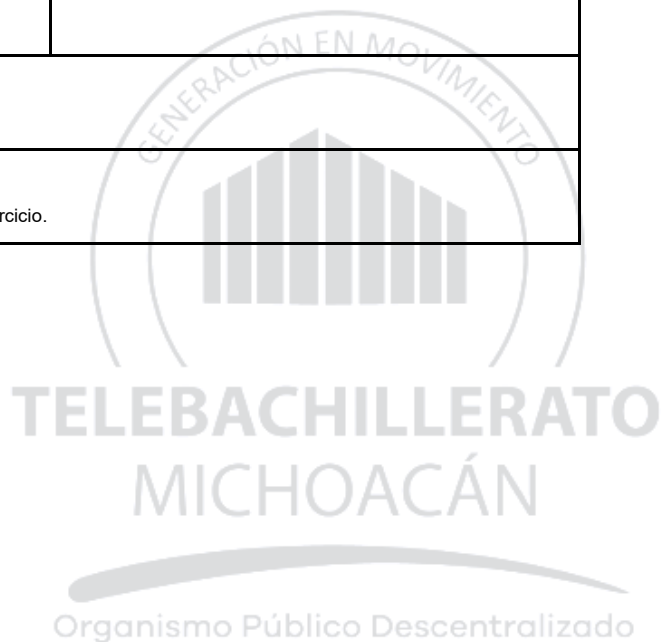 GENERACIÓN EN MOVIMIENTO
rcicio.
TELEBACHILLERATO
MICHOACÁN
Organismo Público Descentralizado